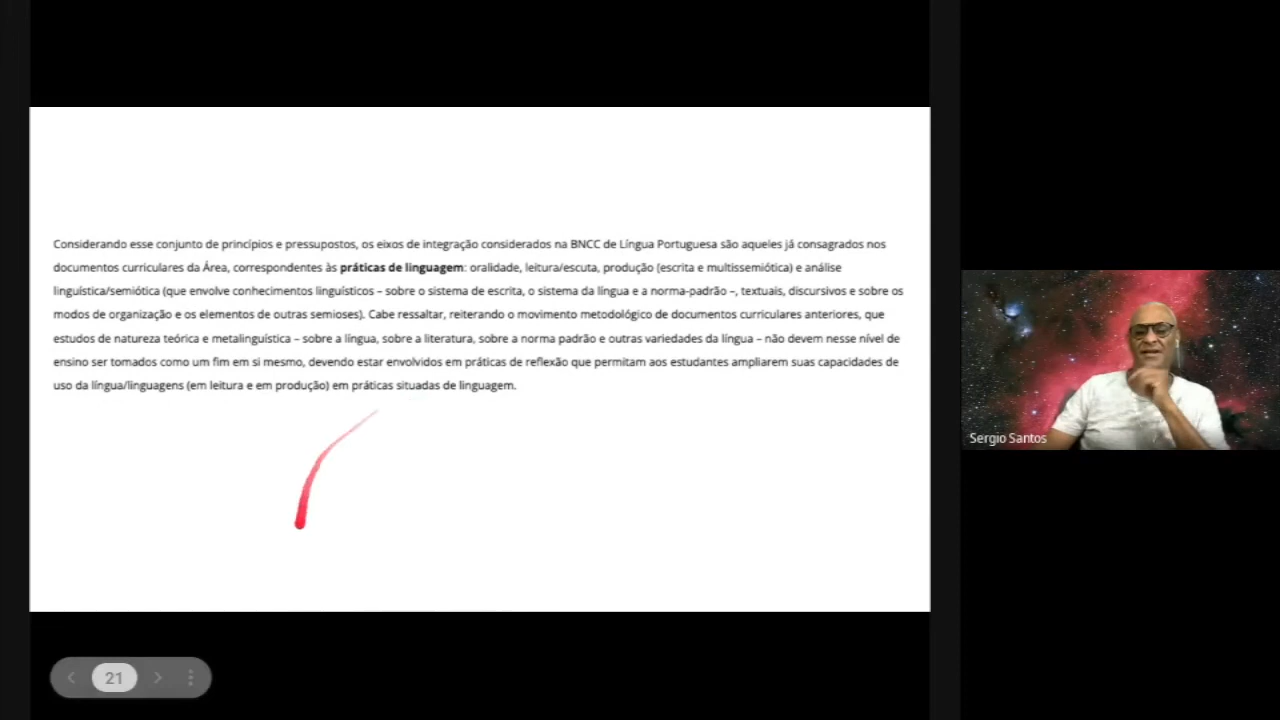 Considerando esse conjunto de princípios e pressupostos, os eixos de integração considerados na BNCC de Língua Portuguesa são aqueles já consagrados nos
documentos curriculares da Área, correspondentes às práticas de linguagem: oralidade, leitura/escuta, produção (escrita e multissemiótica) e análise
linguística/semiótica (que envolve conhecimentos linguísticos – sobre o sistema de escrita, o sistema da língua e a norma-padrão –, textuais, discursivos e sobre os
modos de organização e os elementos de outras semioses). Cabe ressaltar, reiterando o movimento metodológico de documentos curriculares anteriores, que
estudos de natureza teórica e metalinguística – sobre a língua, sobre a literatura, sobre a norma padrão e outras variedades da língua – não devem nesse nível de
ensino ser tomados como um fim em si mesmo, devendo estar envolvidos em práticas de reflexão que permitam aos estudantes ampliarem suas capacidades de
uso da língua/linguagens (em leitura e em produção) em práticas situadas de linguagem.
Sergio Santos
21